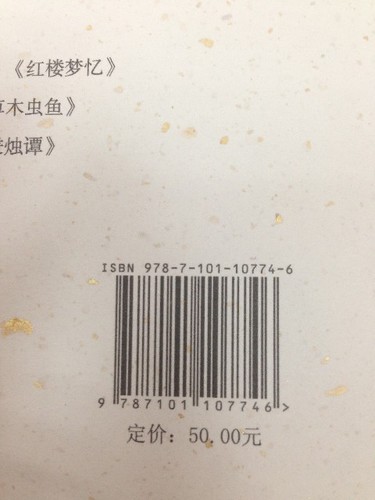 《红楼梦忆》
草木虫鱼》
烛谭》
ISBN 978-7-101-10774-6
9 787101 107746 >
定价：50.00元